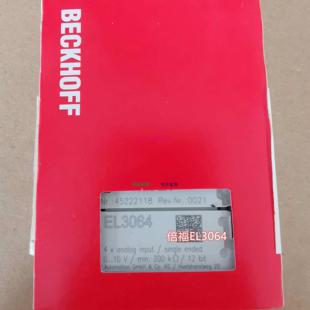 BECKHOFF
Nr.: 45222118 Rev.Nr.: 0021
EL3064
倍福EL3064
4 x analog input / single ended
0...10 V / min. 200 kΩ / 12 bit
Automation GmbH & Co. KG / Huelshorstweg 20